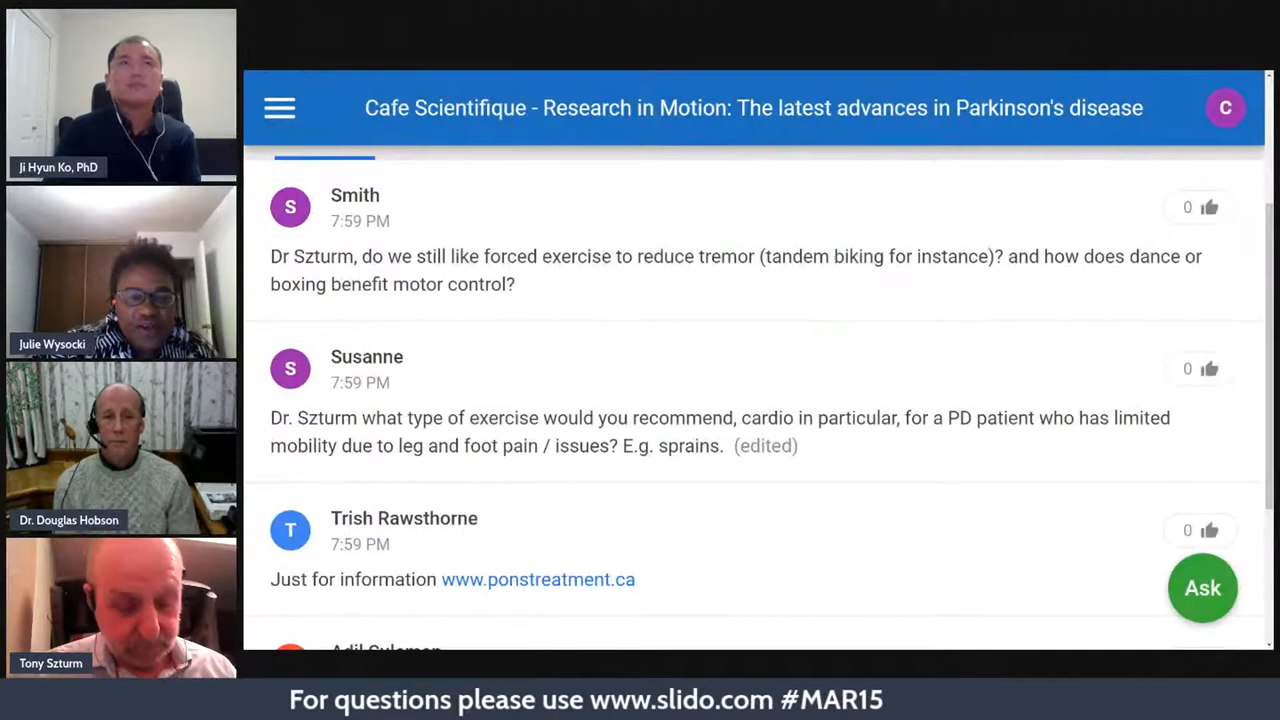 Ji Hyun Ko, PhD
Julie Wysocki
Dr. Douglas Hobson
Tony Szturm
Cafe Scientifique - Research in Motion: The latest advances in Parkinson's disease
C
S
Smith
7:59 PM
0
Dr Szturm, do we still like forced exercise to reduce tremor (tandem biking for instance)? and how does dance or
boxing benefit motor control?
S
Susanne
7:59 PM
0
Dr. Szturm what type of exercise would you recommend, cardio in particular, for a PD patient who has limited
mobility due to leg and foot pain / issues? E.g. sprains. (edited)
T
Trish Rawsthorne
7:59 PM
0
Just for information www.ponstreatment.ca
Ask
For questions please use www.slido.com #MAR15